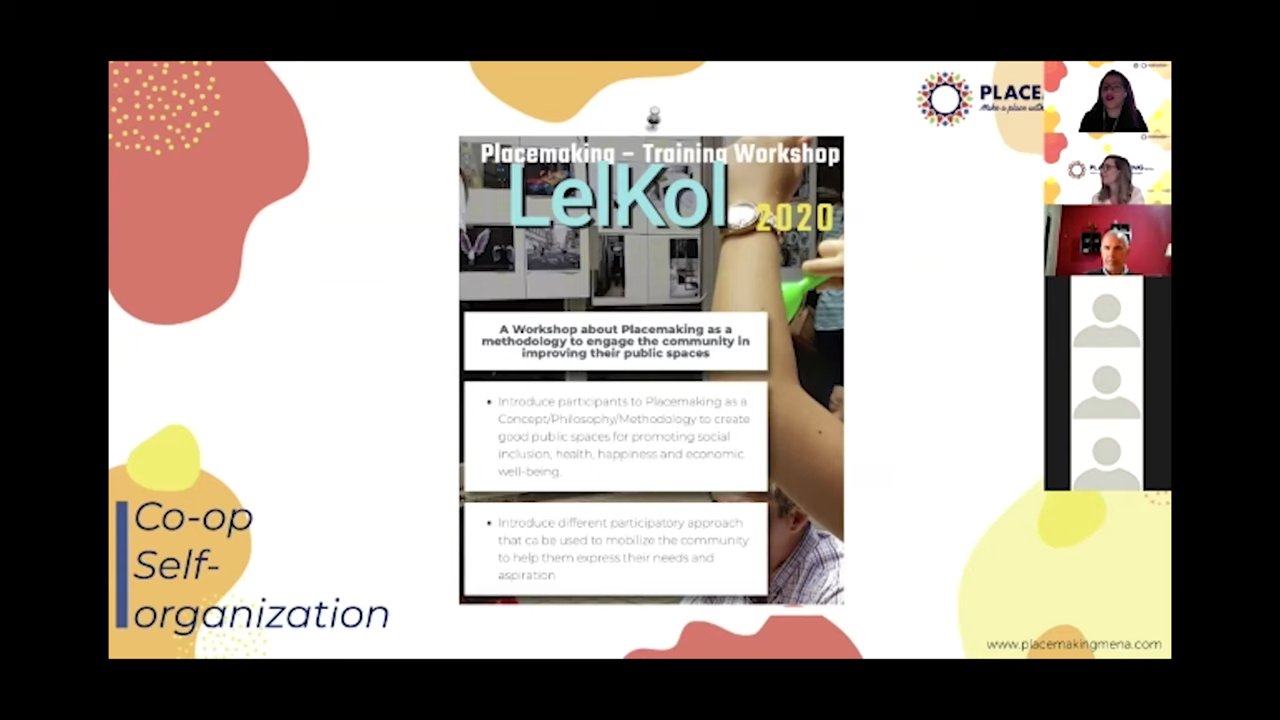 PLACE
Make a place with
Placemaking – Training Workshop
LelKol
2020
A Workshop about Placemaking as a
methodology to engage the community in
improving their public spaces
Introduce participants to Placemaking as a
Concept/Philosophy/Methodology to create
good public spaces for promoting social
inclusion, health, happiness and economic
well-being.
Introduce different participatory approach
that ca be used to mobilize the community
to help them express their needs and
aspiration
Co-op
Self-
organization
www.placemakingmena.com